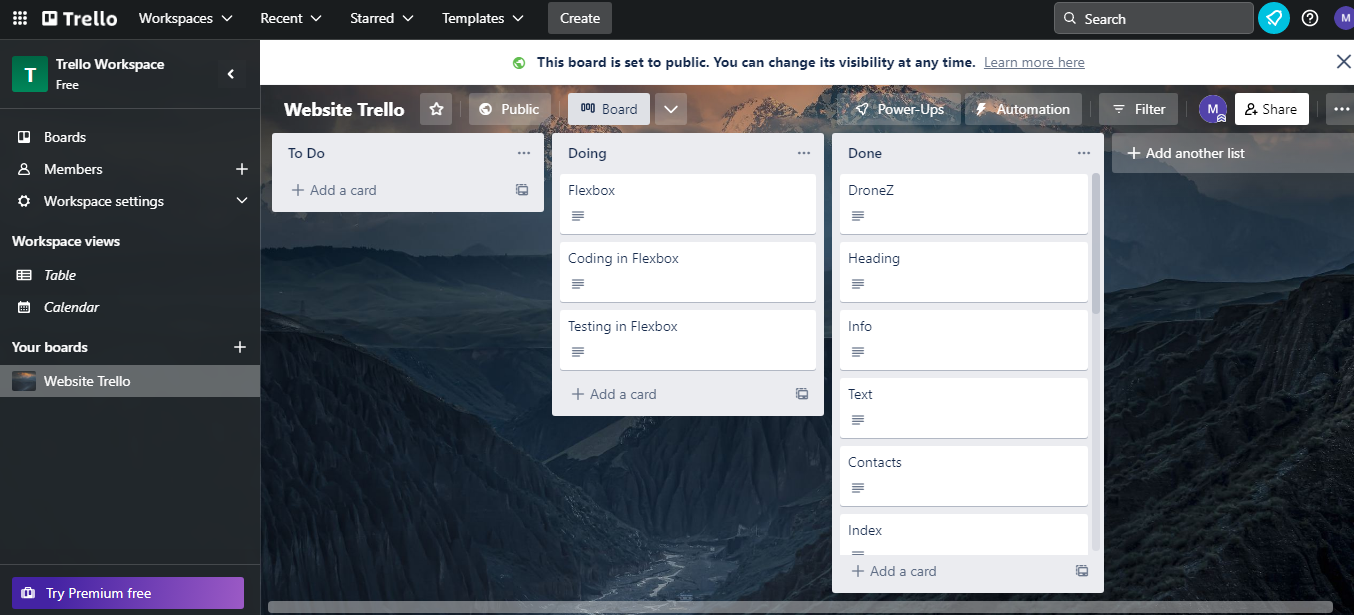 Trello
Workspaces
Recent
Starred
Templates
Create
Search
M
T
Trello Workspace
Free
This board is set to public. You can change its visibility at any time. Learn more here
Website Trello
Public
Board
Power-Ups
Automation
Filter
M
Share
Boards
Members
Workspace settings
Workspace views
Table
Calendar
Your boards
Website Trello
Try Premium free
To Do
Add a card
Doing
Flexbox
Coding in Flexbox
Testing in Flexbox
Add a card
Done
DroneZ
Heading
Info
Text
Contacts
Index
Add a card
Add another list